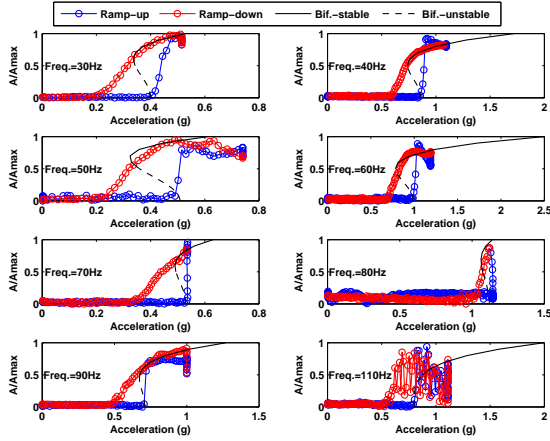 Ramp-up Ramp-down Bif.-stable Bif.-unstable
A/Amax 1 0.5 0 Freq.=30Hz 0 0.2 0.4 0.6 0.8 Acceleration (g)
A/Amax 1 0.5 0 Freq.=40Hz 0 0.5 1 1.5 2 Acceleration (g)
A/Amax 1 0.5 0 Freq.=50Hz 0 0.2 0.4 0.6 0.8 Acceleration (g)
A/Amax 1 0.5 0 Freq.=60Hz 0 0.5 1 1.5 2 2.5 Acceleration (g)
A/Amax 1 0.5 0 Freq.=70Hz 0 0.2 0.4 0.6 0.8 Acceleration (g)
A/Amax 1 0.5 0 Freq.=80Hz 0 0.5 1 1.5 Acceleration (g)
A/Amax 1 0.5 0 Freq.=90Hz 0 0.5 1 1.5 Acceleration (g)
A/Amax 1 0.5 0 Freq.=110Hz 0 0.5 1 1.5 2 Acceleration (g)